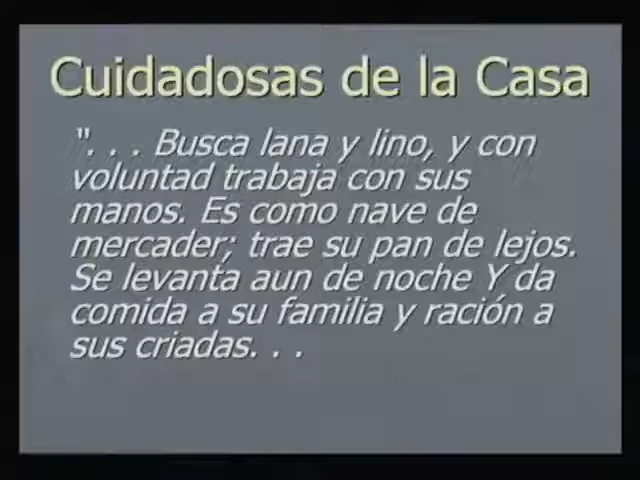 Cuidadosas de la Casa
“. . . Busca lana y lino, y con
voluntad trabaja con sus
manos. Es como nave de
mercader; trae su pan de lejos.
Se levanta aun de noche Y da
comida a su familia y ración a
sus criadas. . .